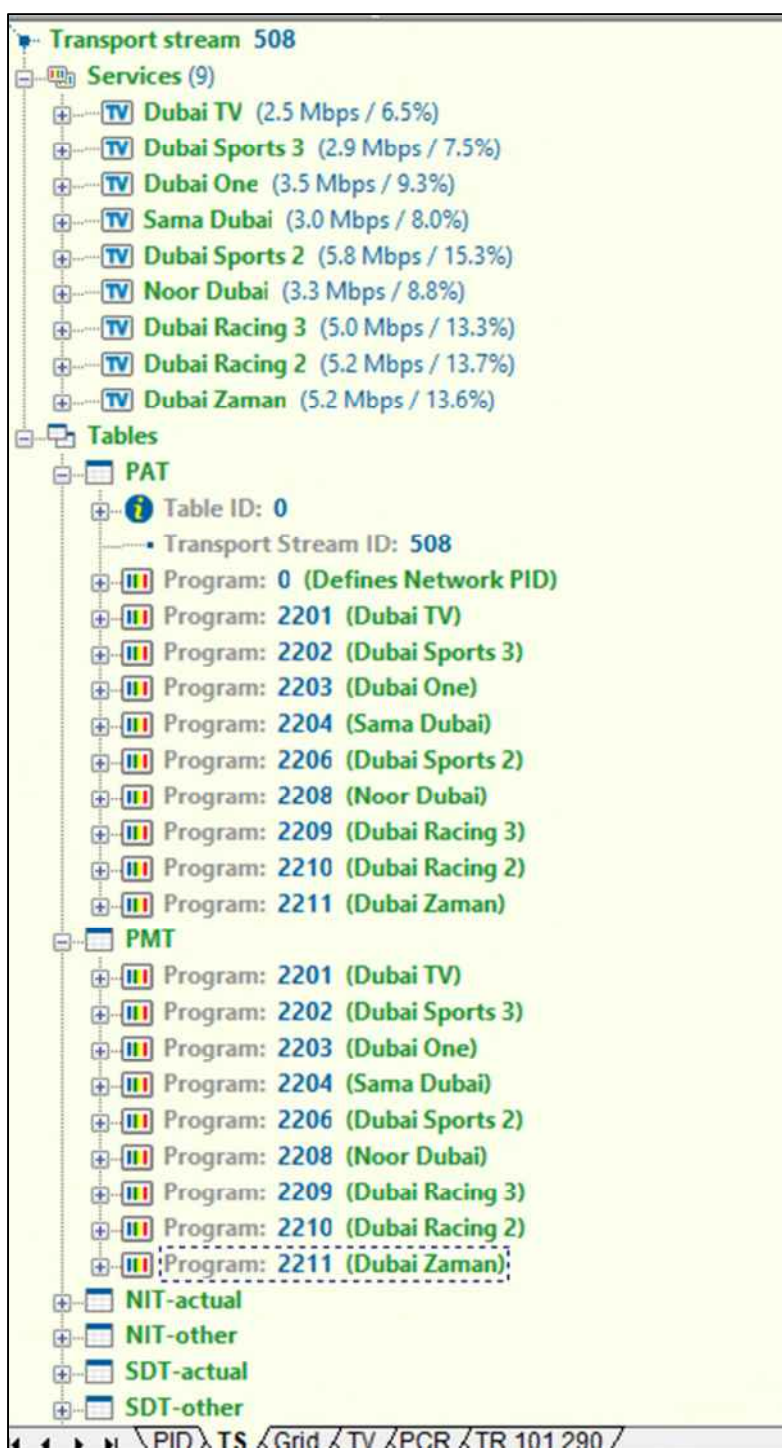 Transport stream 508
Services (9)
TV Dubai TV (2.5 Mbps / 6.5%)
TV Dubai Sports 3 (2.9 Mbps / 7.5%)
TV Dubai One (3.5 Mbps / 9.3%)
TV Sama Dubai (3.0 Mbps / 8.0%)
TV Dubai Sports 2 (5.8 Mbps / 15.3%)
TV Noor Dubai (3.3 Mbps / 8.8%)
TV Dubai Racing 3 (5.0 Mbps / 13.3%)
TV Dubai Racing 2 (5.2 Mbps / 13.7%)
TV Dubai Zaman (5.2 Mbps / 13.6%)
Tables
PAT
Table ID: 0
Transport Stream ID: 508
Program: 0 (Defines Network PID)
Program: 2201 (Dubai TV)
Program: 2202 (Dubai Sports 3)
Program: 2203 (Dubai One)
Program: 2204 (Sama Dubai)
Program: 2206 (Dubai Sports 2)
Program: 2208 (Noor Dubai)
Program: 2209 (Dubai Racing 3)
Program: 2210 (Dubai Racing 2)
Program: 2211 (Dubai Zaman)
PMT
Program: 2201 (Dubai TV)
Program: 2202 (Dubai Sports 3)
Program: 2203 (Dubai One)
Program: 2204 (Sama Dubai)
Program: 2206 (Dubai Sports 2)
Program: 2208 (Noor Dubai)
Program: 2209 (Dubai Racing 3)
Program: 2210 (Dubai Racing 2)
Program: 2211 (Dubai Zaman)
NIT-actual
NIT-other
SDT-actual
SDT-other
PID TS Grid TV PCR TR 101 290